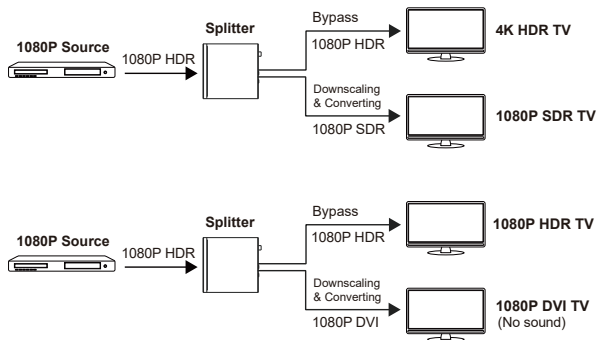 Bypass
Splitter
4K HDR TV
1080P Source
1080P HDR
1080P HDR
Downscaling
& Converting
1080P SDR TV
1080P SDR
Bypass
Splitter
1080P HDR TV
1080P Source
1080P HDR
1080P HDR
Downscaling
& Converting
1080P DVI TV
1080P DVI
(No sound)